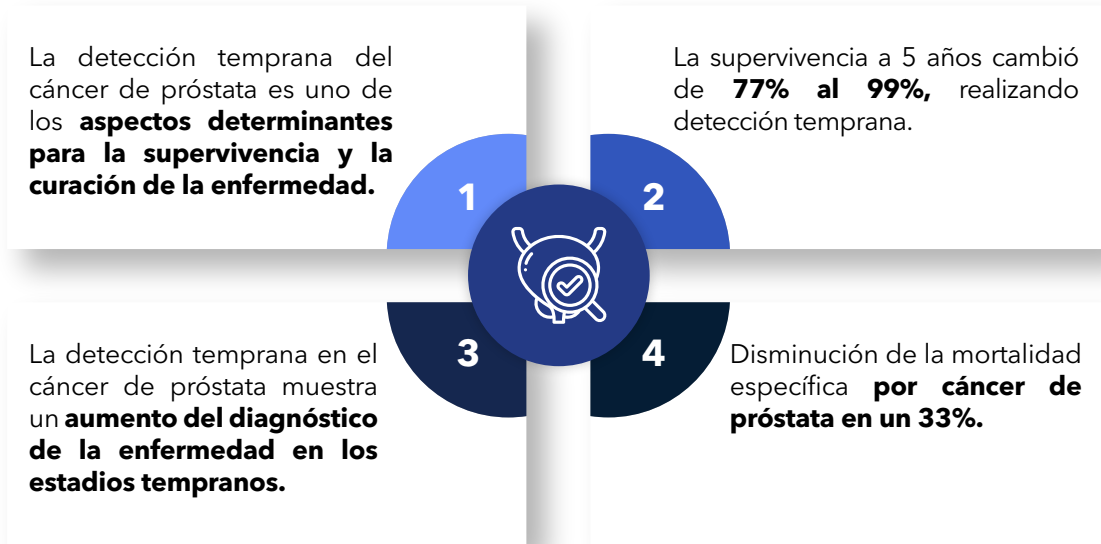 La detección temprana del
cáncer de próstata es uno de
los aspectos determinantes
para la supervivencia y la
curación de la enfermedad.
1
La supervivencia a 5 años cambió
de 77% al 99%, realizando
detección temprana.
2
La detección temprana en el
cáncer de próstata muestra
un aumento del diagnóstico
de la enfermedad en los
estadios tempranos.
3
4
Disminución de la mortalidad
específica por cáncer de
próstata en un 33%.